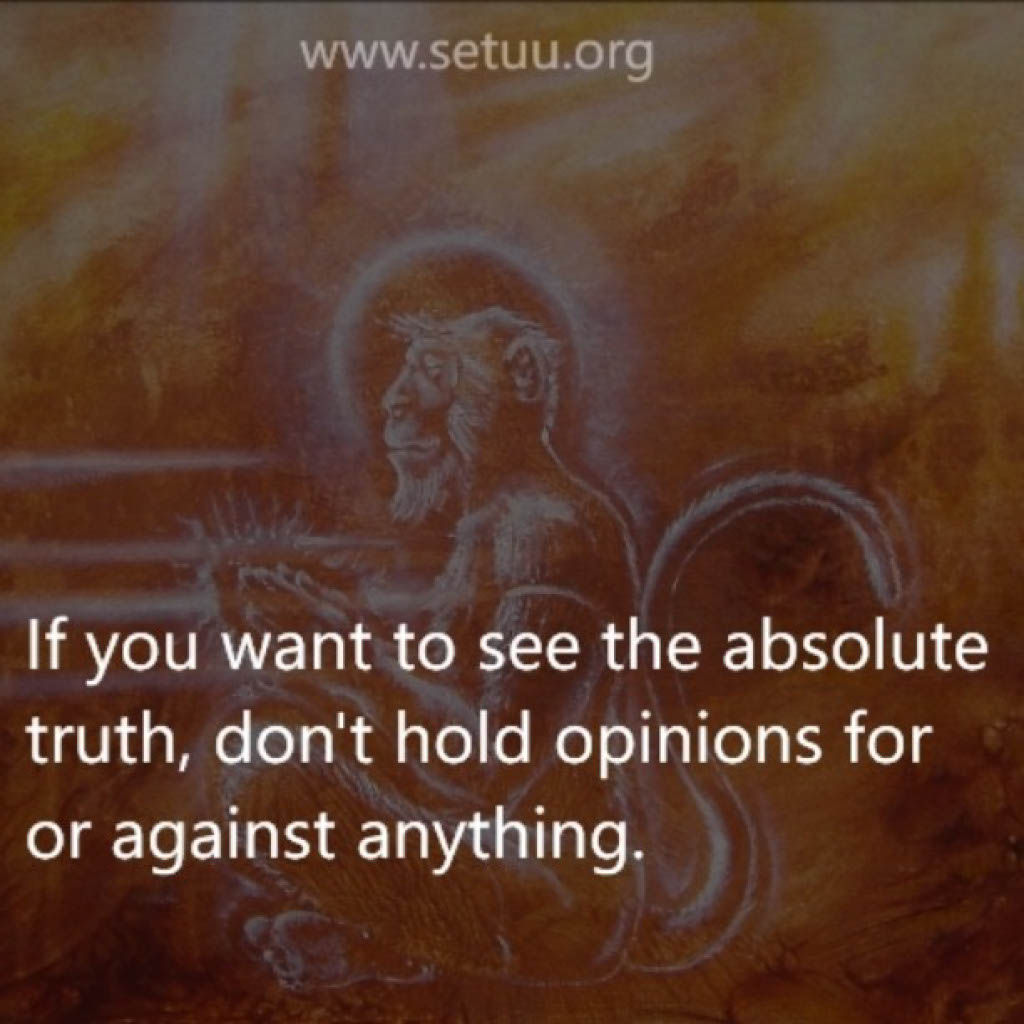 www.setuu.org
If you want to see the absolute
truth, don't hold opinions for
or against anything.